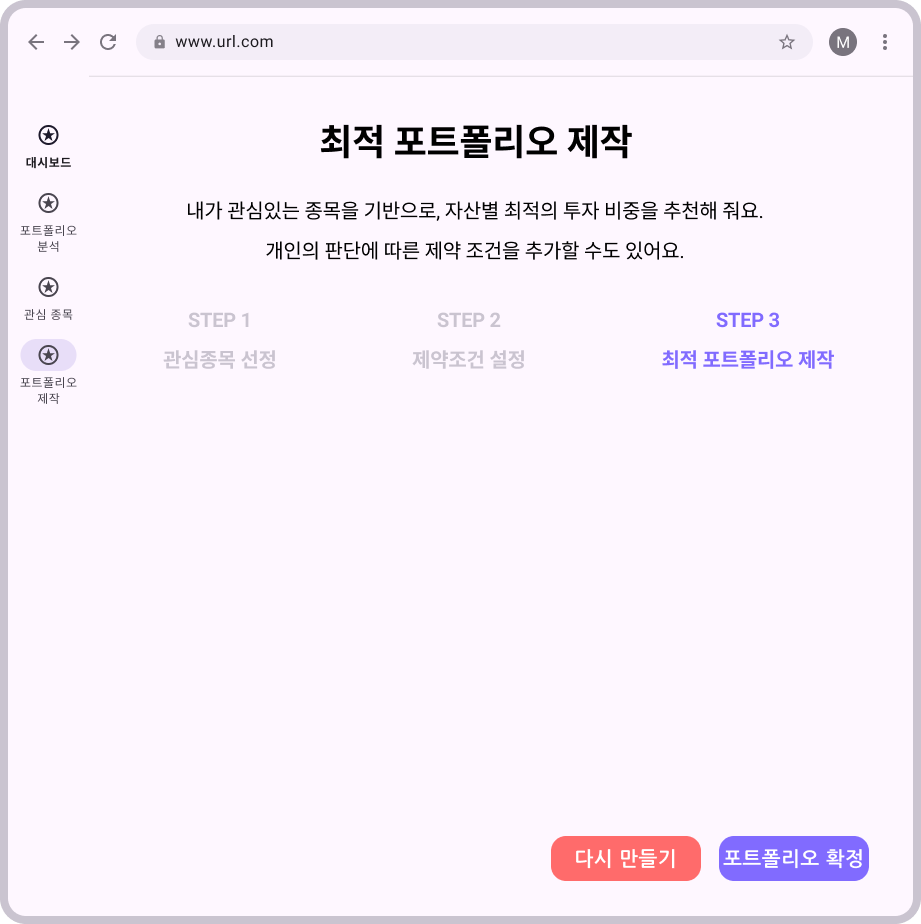 www.url.com
M
대시보드
포트폴리오
분석
관심 종목
포트폴리오
제작
최적 포트폴리오 제작
내가 관심있는 종목을 기반으로, 자산별 최적의 투자 비중을 추천해 줘요.
개인의 판단에 따른 제약 조건을 추가할 수도 있어요.
STEP 1
관심종목 선정
STEP 2
제약조건 설정
STEP 3
최적 포트폴리오 제작
다시 만들기
포트폴리오 확정